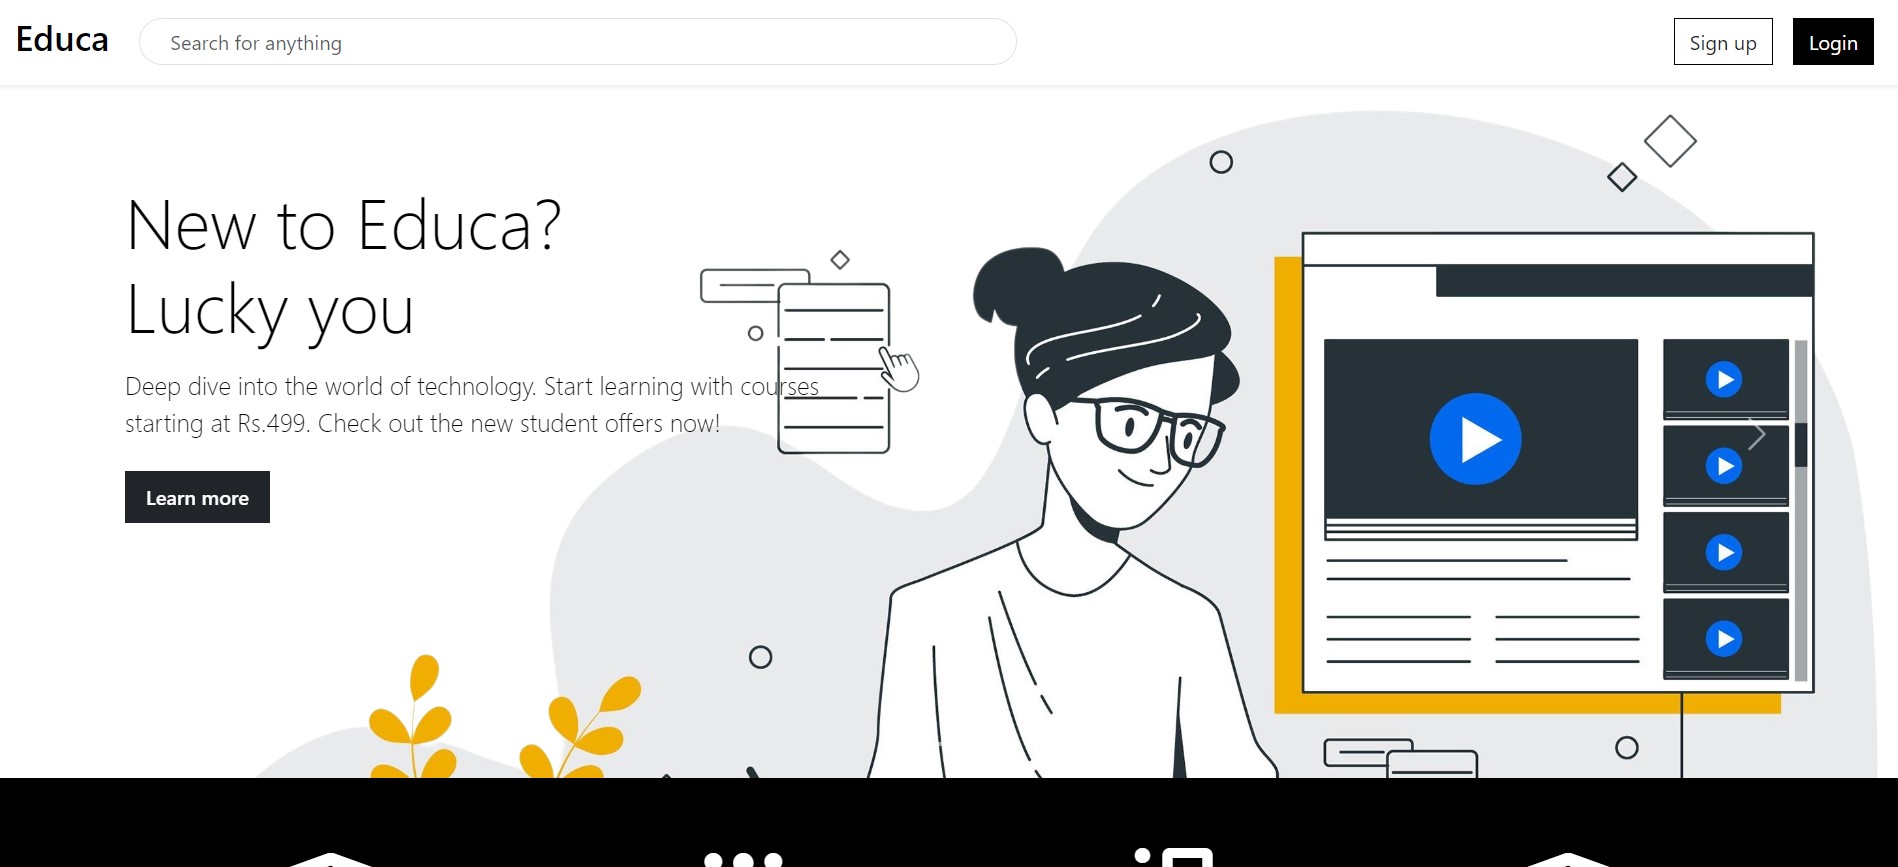 Educa
Search for anything
Sign up
Login
New to Educa?
Lucky you
Deep dive into the world of technology. Start learning with courses
starting at Rs.499. Check out the new student offers now!
Learn more